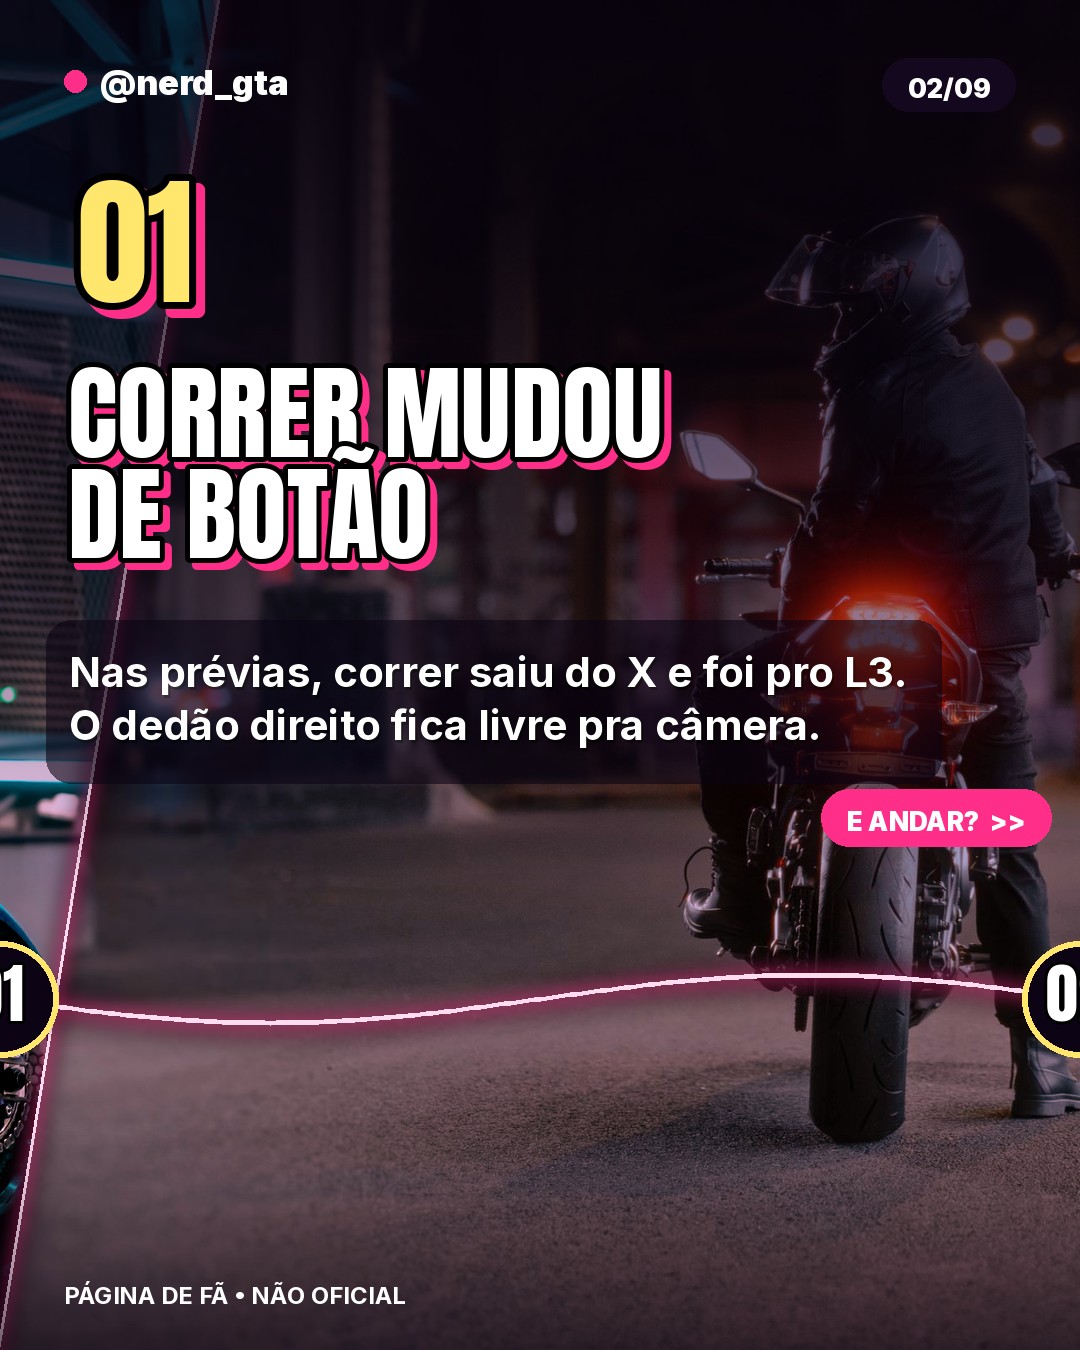 @nerd_gta
02/09
01
CORRER MUDOU
DE BOTÃO
Nas prévias, correr saiu do X e foi pro L3.
O dedão direito fica livre pra câmera.
E ANDAR? >>
01
PÁGINA DE FÃ • NÃO OFICIAL